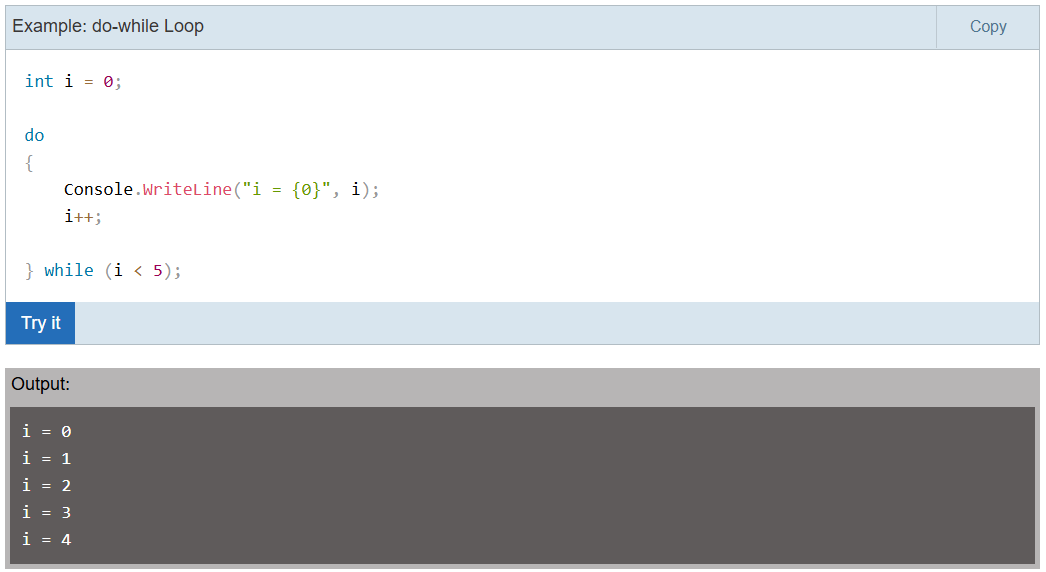 Example: do-while Loop
Copy
int i = 0;
do
{
    Console.WriteLine("i = {0}", i);
    i++;
} while (i < 5);
Try it
Output:
i = 0
i = 1
i = 2
i = 3
i = 4